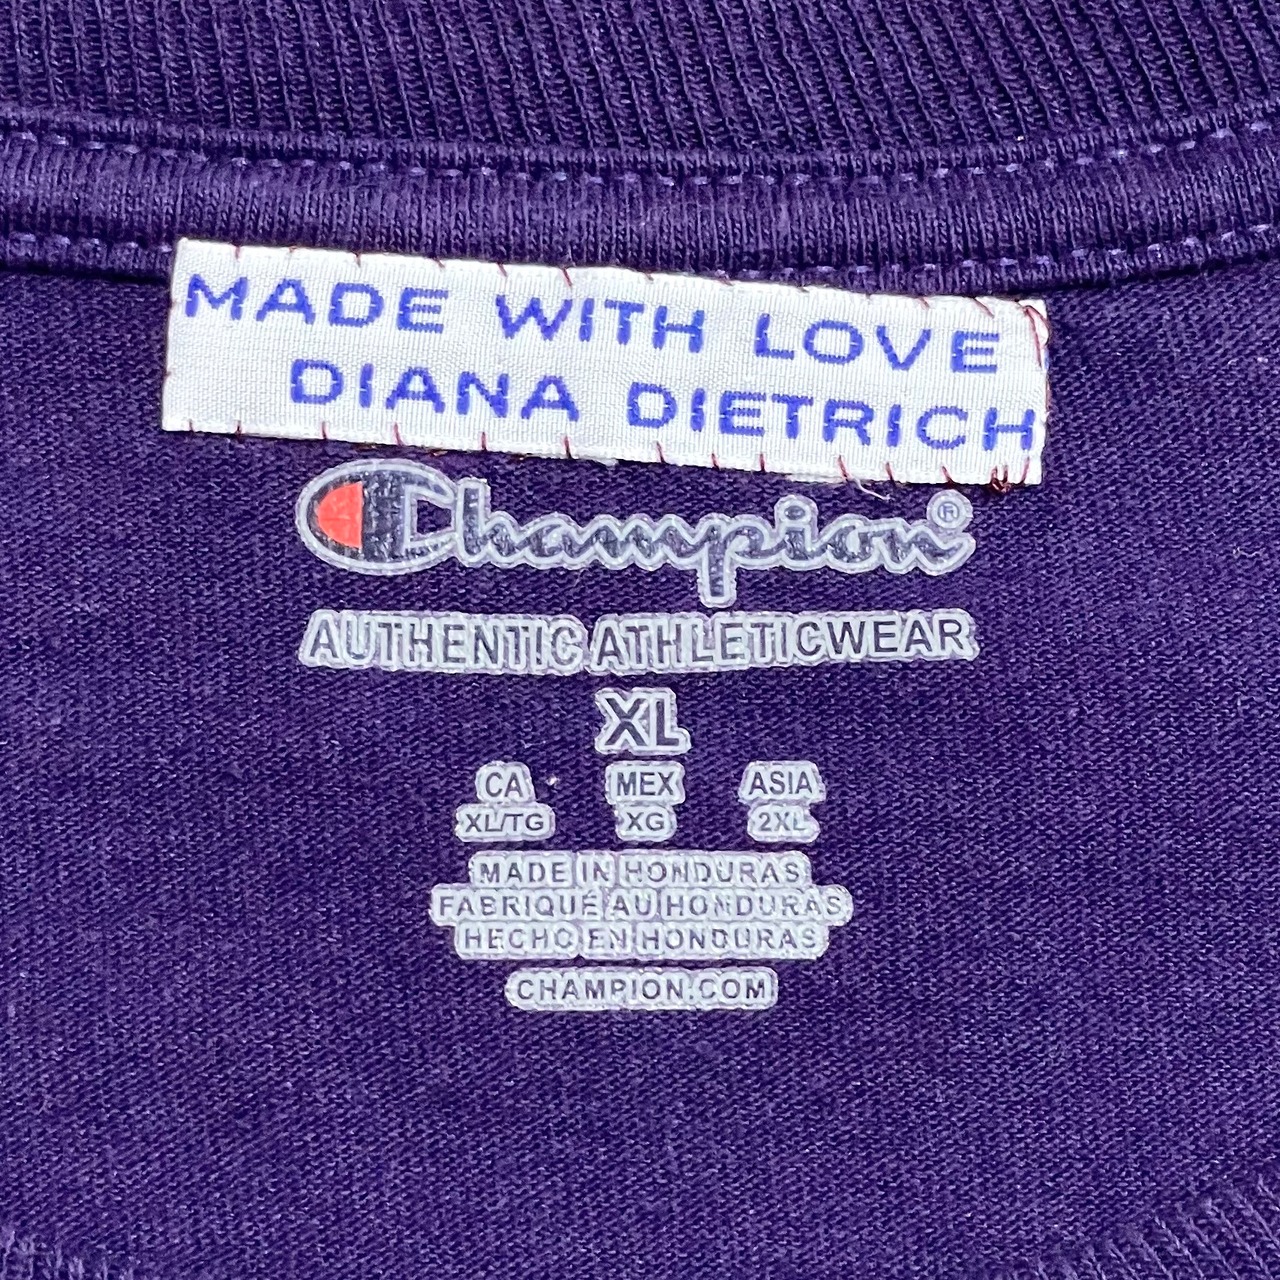 MADE WITH LOVE
DIANA DIETRICH
Champion®
AUTHENTIC ATHLETICWEAR
XL
CA MEX ASIA
XL/TG XG 2XL
MADE IN HONDURAS
FABRIQUÉ AU HONDURAS
HECHO EN HONDURAS
CHAMPION.COM